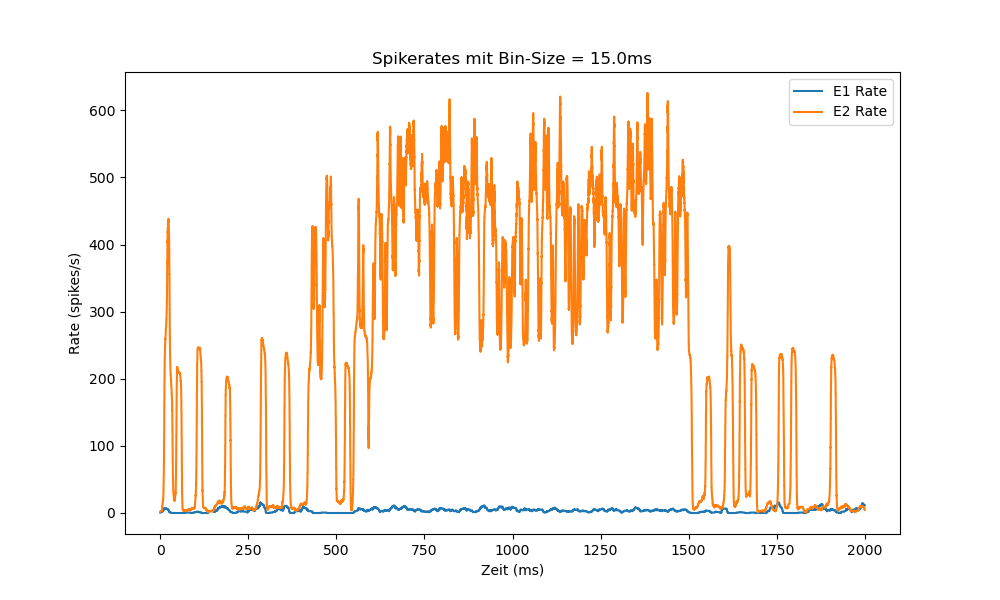 Spikerates mit Bin-Size = 15.0ms
E1 Rate
E2 Rate
Rate (spikes/s)
600
500
400
300
200
100
0
0 250 500 750 1000 1250 1500 1750 2000
Zeit (ms)